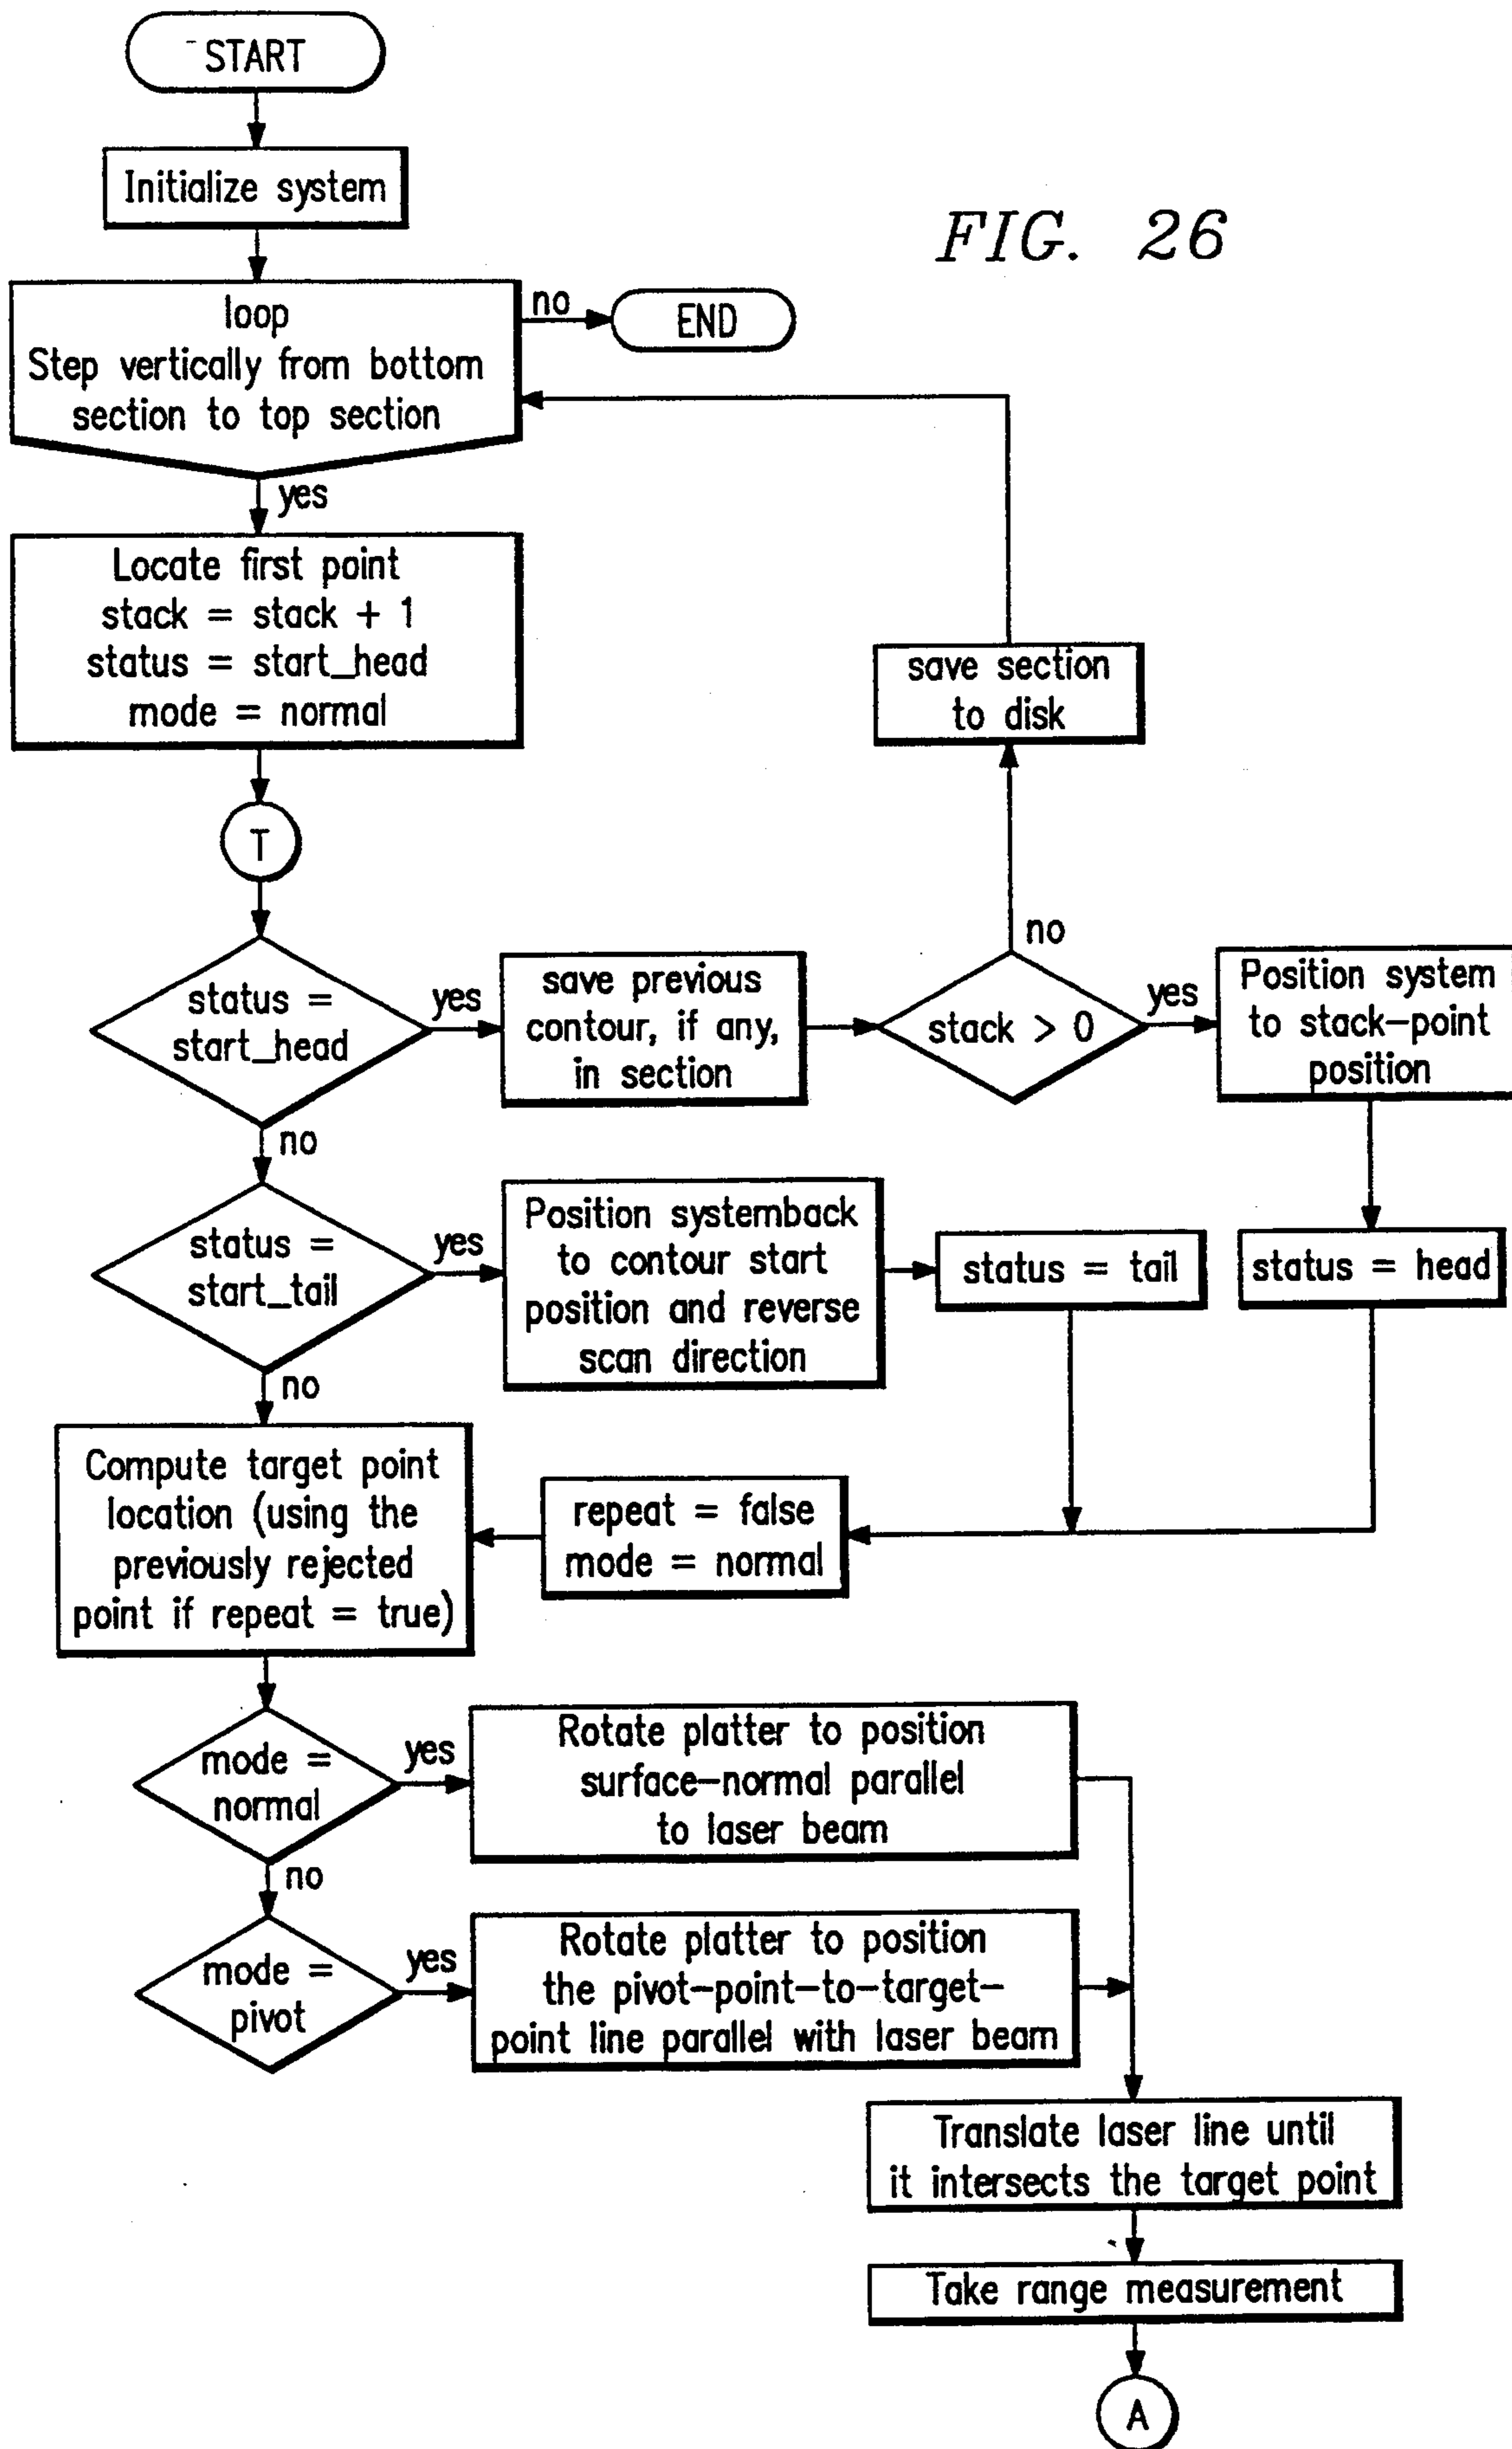 START
Initialize system
FIG. 26
loop
Step vertically from bottom
section to top section
no
END
yes
Locate first point
stack = stack + 1
status = start_head
mode = normal
save section
to disk
T
no
status =
start_head
yes
save previous
contour, if any,
in section
stack > 0
yes
Position system
to stack-point
position
no
status =
start_tail
yes
Position systemback
to contour start
position and reverse
scan direction
status = tail
status = head
no
Compute target point
location (using the
previously rejected
point if repeat = true)
repeat = false
mode = normal
mode =
normal
yes
Rotate platter to position
surface-normal parallel
to laser beam
no
mode =
pivot
yes
Rotate platter to position
the pivot-point-to-target-
point line parallel with laser beam
Translate laser line until
it intersects the target point
Take range measurement
A